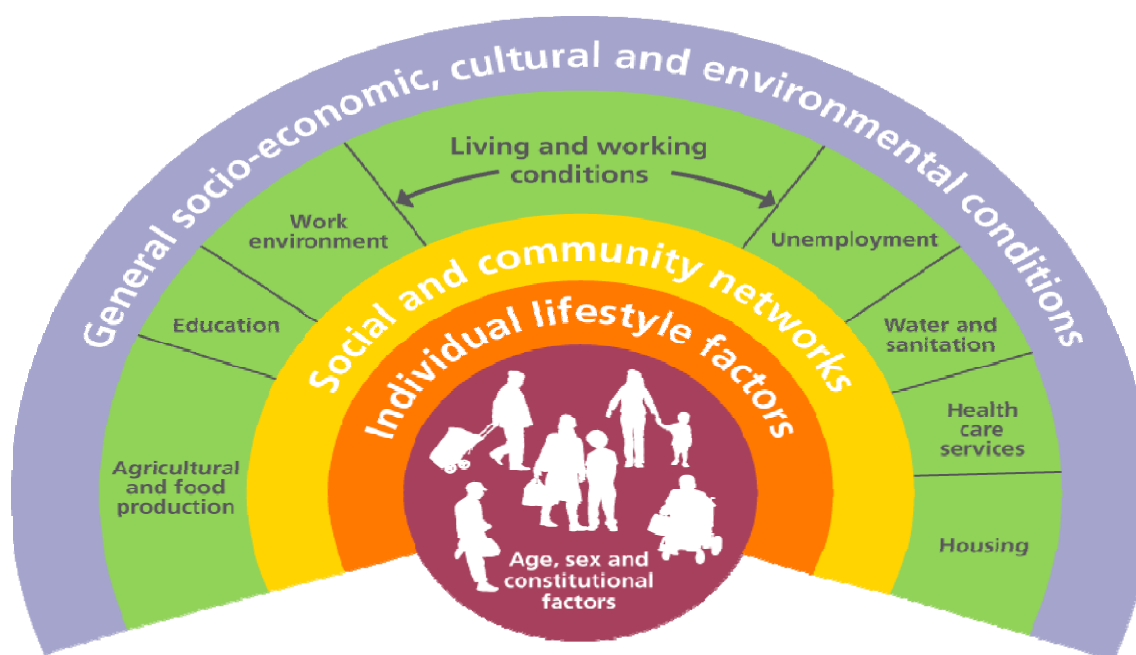 General socio-economic, cultural and environmental conditions
Living and working
conditions
Work
environment
Unemployment
Education
Water and
sanitation
Agricultural
and food
production
Health
care
services
Housing
Social and community networks
Individual lifestyle factors
Age, sex and
constitutional
factors